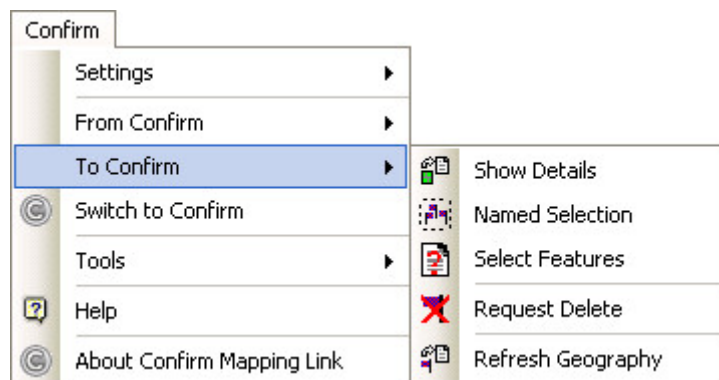 Confirm
Settings
From Confirm
To Confirm
Switch to Confirm
Tools
Help
About Confirm Mapping Link
Show Details
Named Selection
Select Features
Request Delete
Refresh Geography